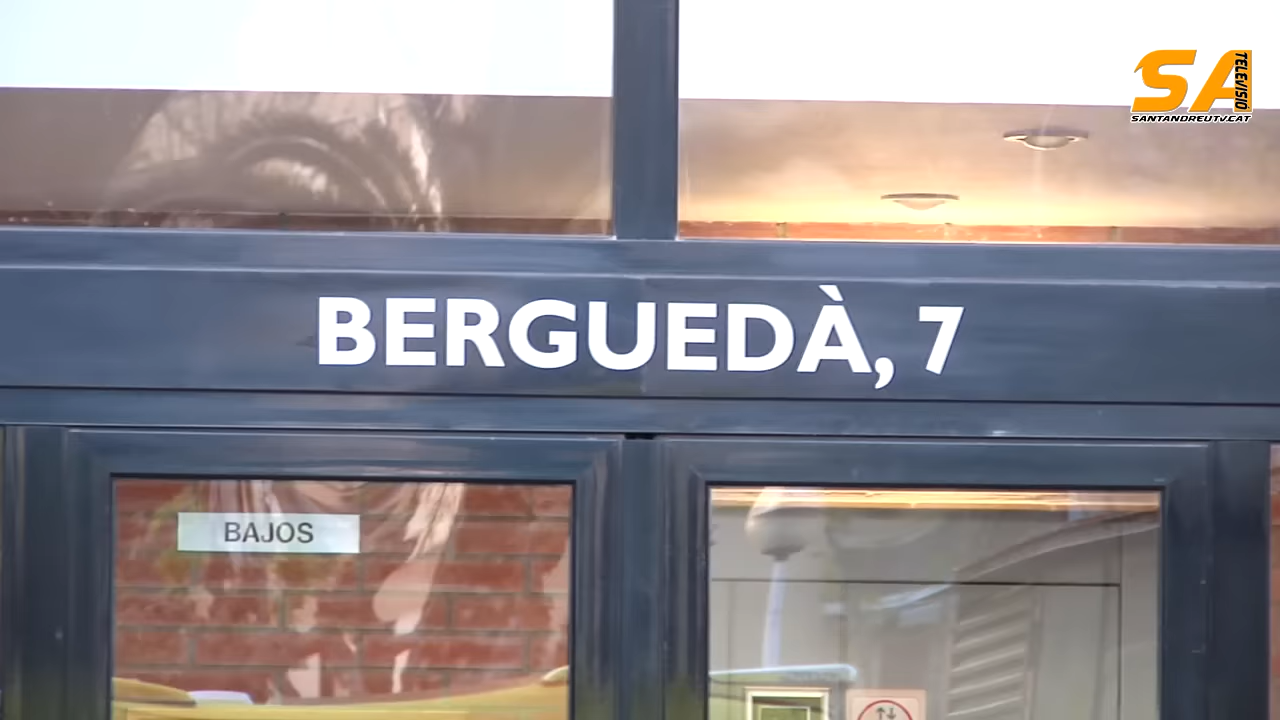 SA
TELEVISIÓ
SANTANDREUTV.CAT
BERGUEDÀ, 7
BAJOS